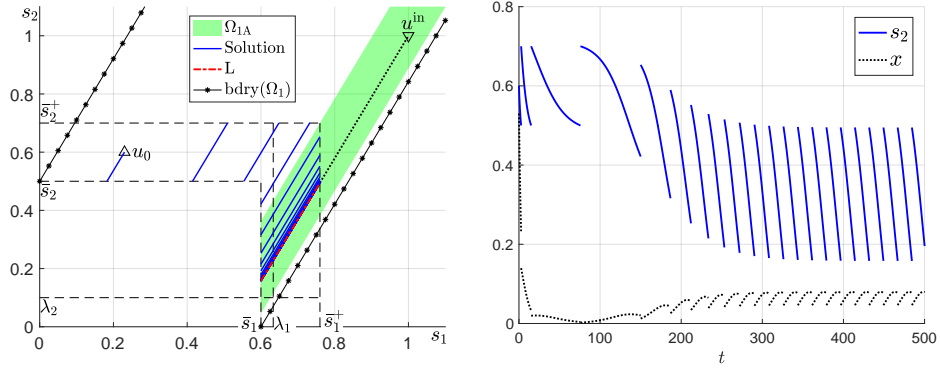 s₂
1
0.8
0.6
0.4
0.2
0
s̅₂⁺
s̅₂
λ₂
u₀
uⁱⁿ
Ω₁A
Solution
L
bdry(Ω₁)
s̅₁
λ₁
s̅₁⁺
s₁
0
0.2
0.4
0.6
0.8
1
0.8
0.6
0.4
0.2
0
s₂
x
0
100
200
300
400
500
t